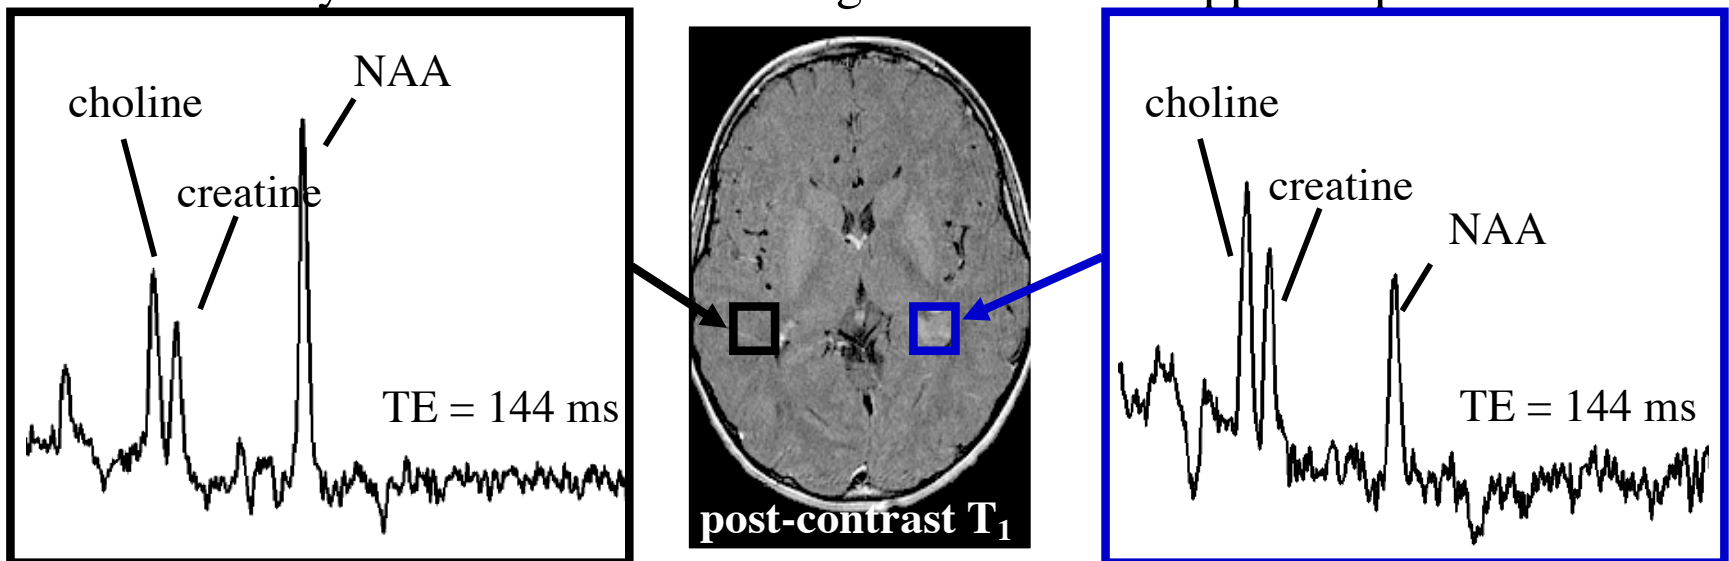 NAA
choline
creatine
TE = 144 ms
post-contrast T1
choline
creatine
NAA
TE = 144 ms